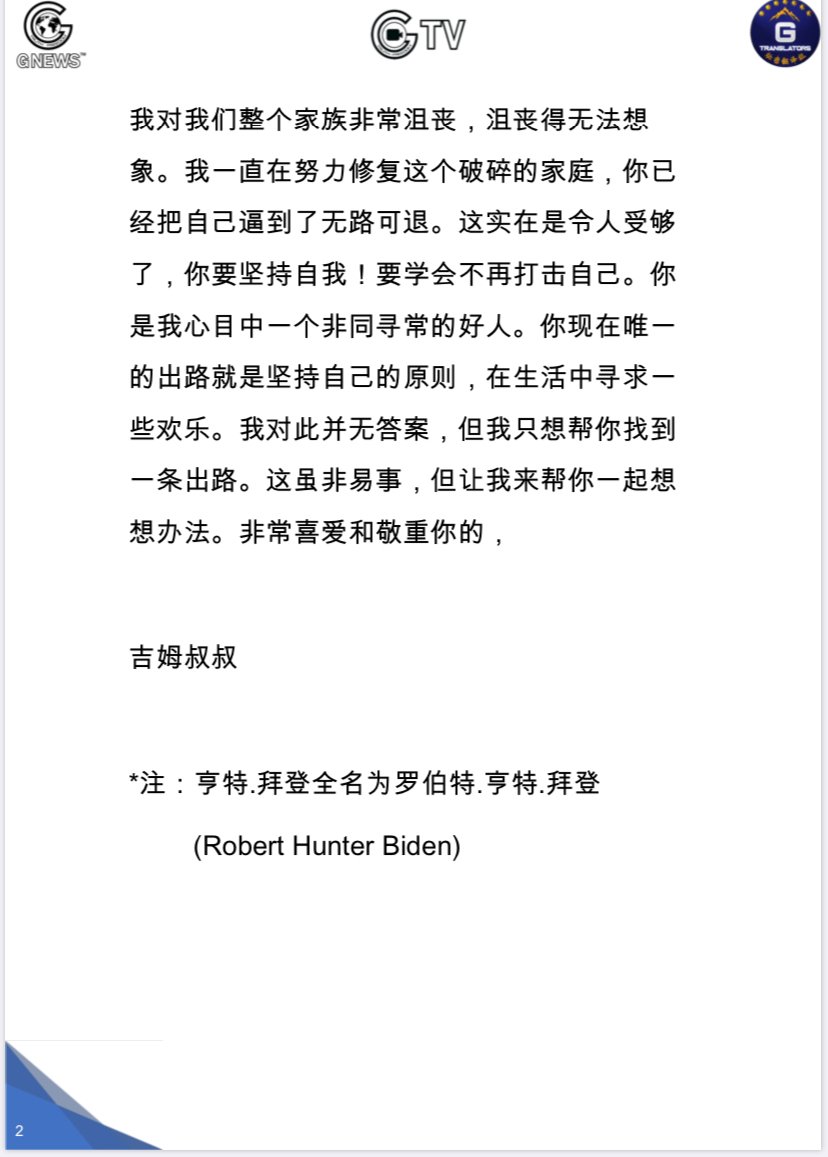 GNEWS™
GTV
G
TRANSLATORS
我对我们整个家族非常沮丧，沮丧得无法想
象。我一直在努力修复这个破碎的家庭，你已
经把自己逼到了无路可退。这实在是令人受够
了，你要坚持自我！要学会不再打击自己。你
是我心目中一个非同寻常的好人。你现在唯一
的出路就是坚持自己的原则，在生活中寻求一
些欢乐。我对此并无答案，但我只想帮你找到
一条出路。这虽非易事，但让我来帮你一起想
想办法。非常喜爱和敬重你的，
吉姆叔叔
*注：亨特.拜登全名为罗伯特.亨特.拜登
(Robert Hunter Biden)
2